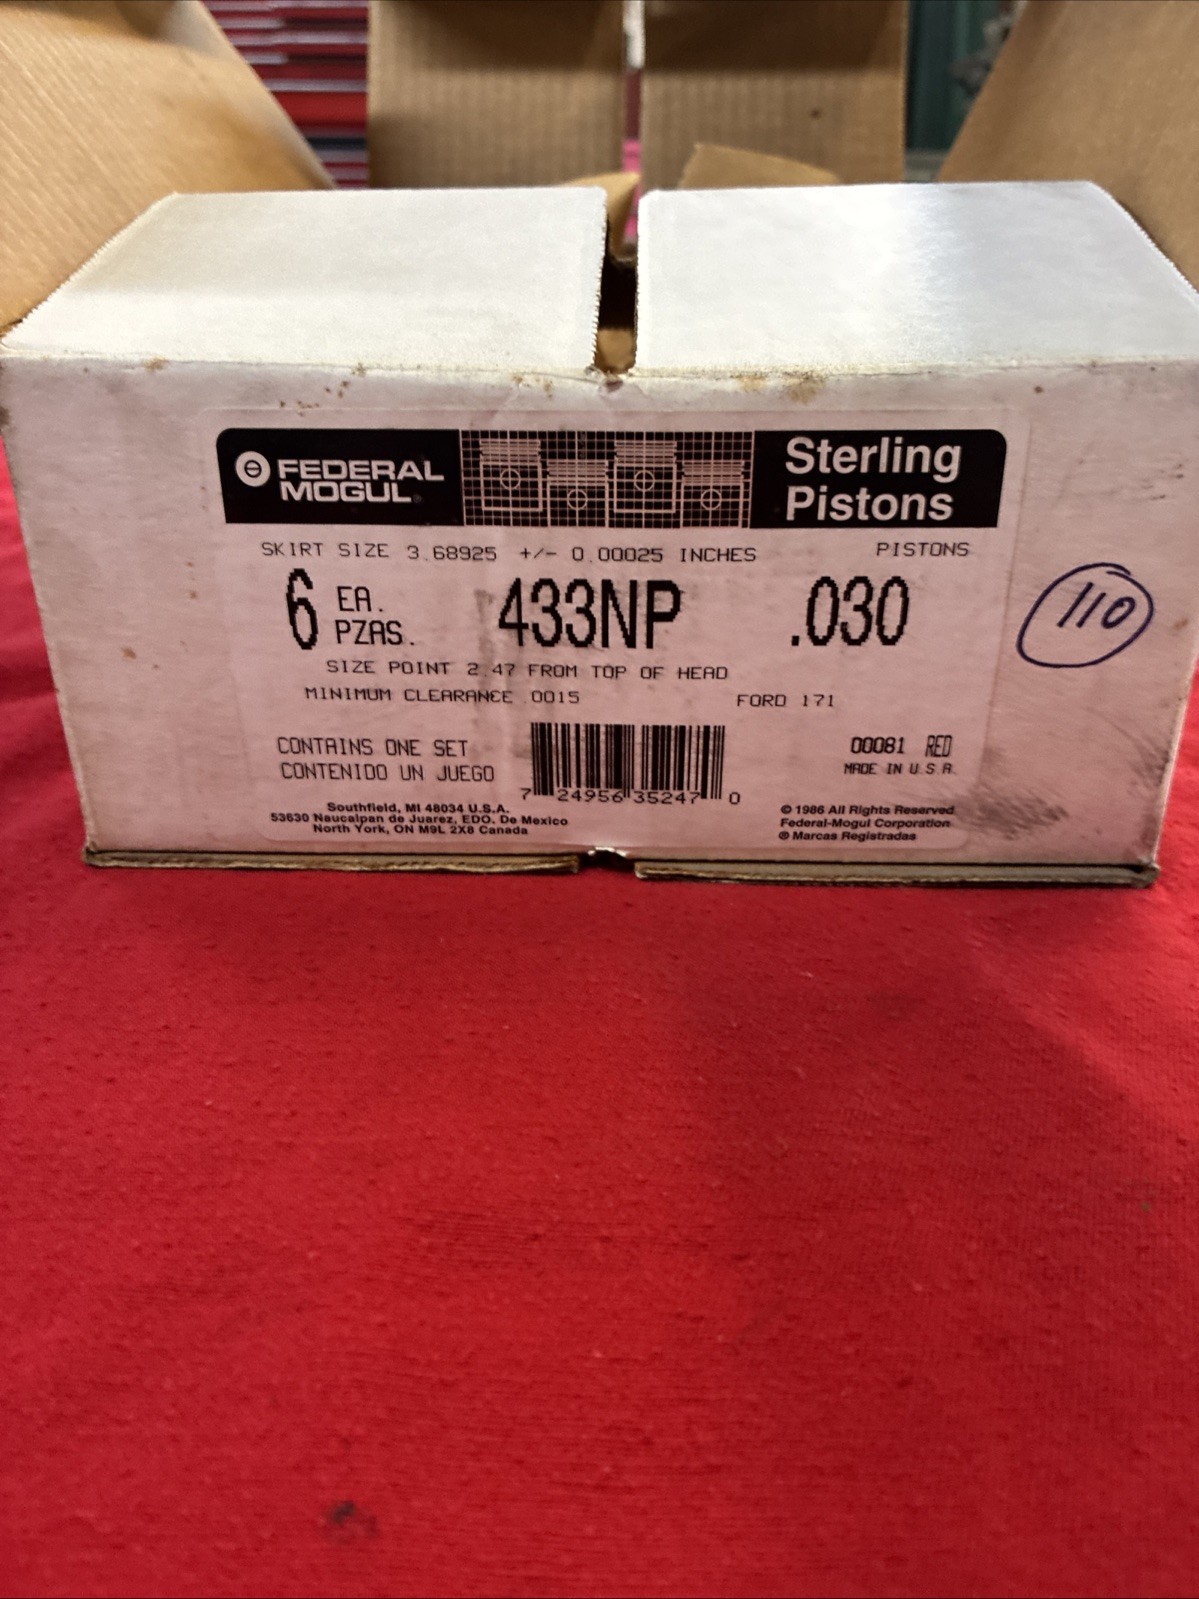 FEDERAL
MOGUL
Sterling
Pistons
SKIRT SIZE 3.68925 +/- 0.00025 INCHES
PISTONS
6 EA. PZAS.
433NP
.030
110
SIZE POINT 2.47 FROM TOP OF HEAD
MINIMUM CLEARANCE .0015
FORD 171
CONTAINS ONE SET
CONTENIDO UN JUEGO
00081 RED
MADE IN U.S.A.
7 24956 35247 0
Southfield, MI 48034 U.S.A.
53630 Naucalpan de Juarez, EDO. De Mexico
North York, ON M9L 2X8 Canada
© 1986 All Rights Reserved
Federal-Mogul Corporation
® Marcas Registradas